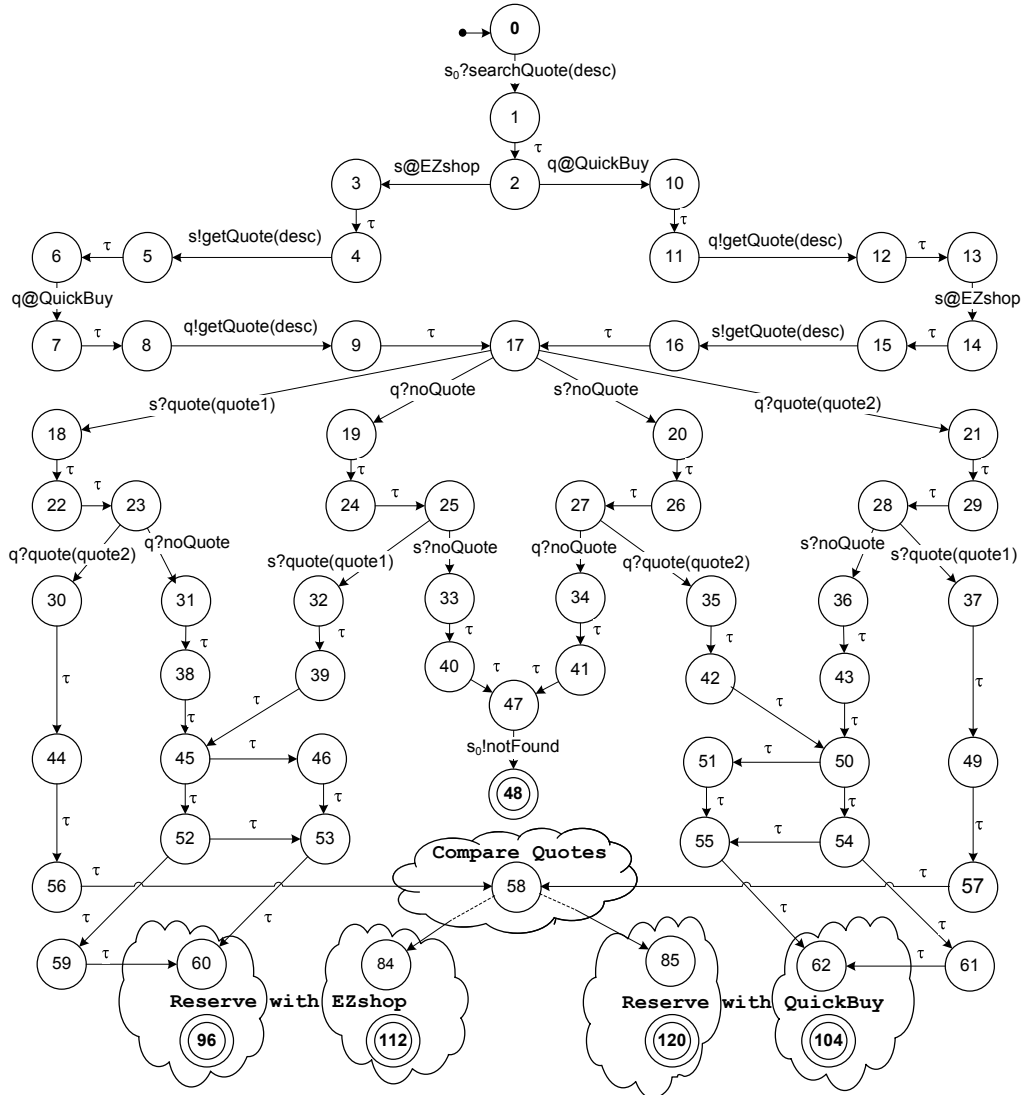 0
s₀?searchQuote(desc)
1
τ
s@EZshop
q@QuickBuy
3
2
10
τ
τ
s!getQuote(desc)
q!getQuote(desc)
6
τ
5
4
11
12
τ
13
q@QuickBuy
s@EZshop
q!getQuote(desc)
s!getQuote(desc)
7
τ
8
9
τ
17
τ
16
15
τ
14
s?quote(quote1)
q?noQuote
s?noQuote
q?quote(quote2)
18
19
20
21
τ
τ
τ
τ
22
τ
23
24
τ
25
27
τ
26
28
τ
29
q?quote(quote2)
q?noQuote
s?quote(quote1)
s?noQuote
q?noQuote
q?quote(quote2)
s?noQuote
s?quote(quote1)
30
31
32
33
34
35
36
37
τ
τ
τ
τ
τ
τ
τ
τ
38
39
40
41
42
43
τ
τ
τ
τ
τ
τ
47
s₀!notFound
44
45
τ
46
48
51
τ
50
49
τ
τ
τ
τ
τ
τ
52
τ
53
55
τ
54
Compare Quotes
56
τ
58
τ
57
τ
τ
τ
τ
59
τ
60
84
85
62
τ
61
Reserve with EZshop
Reserve with QuickBuy
96
112
120
104